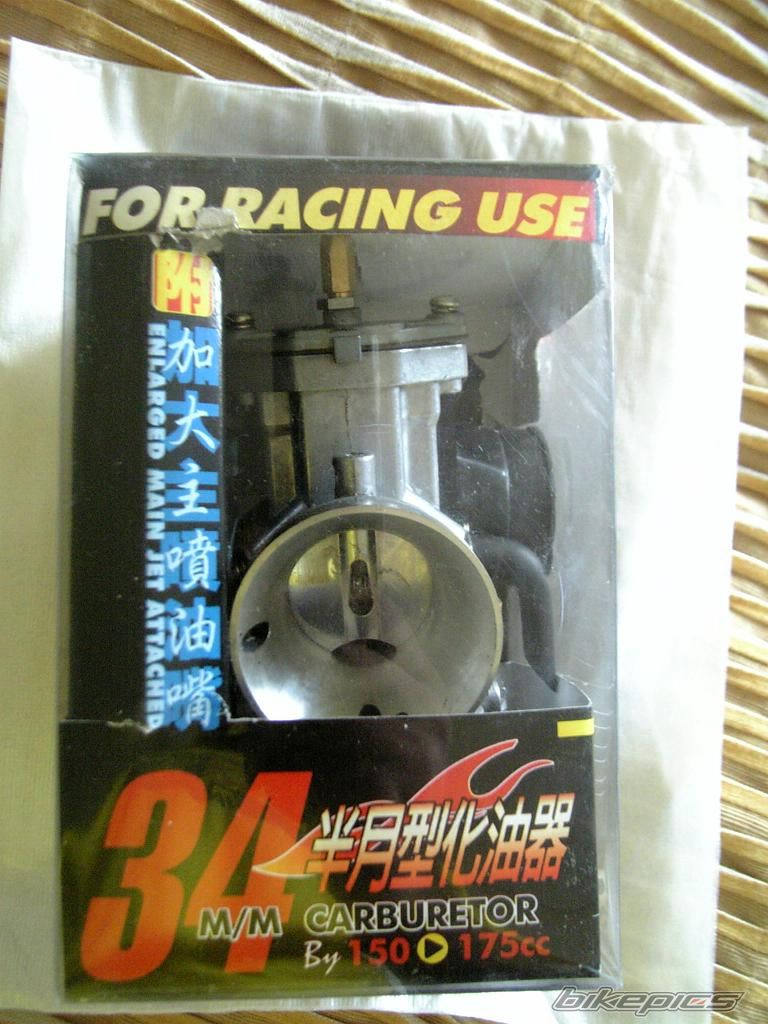 FOR RACING USE
附
加大主噴油嘴
ENLARGED MAIN JET ATTACHED
34
半月型化油器
M/M CARBURETOR
By 150 175cc
bikepics